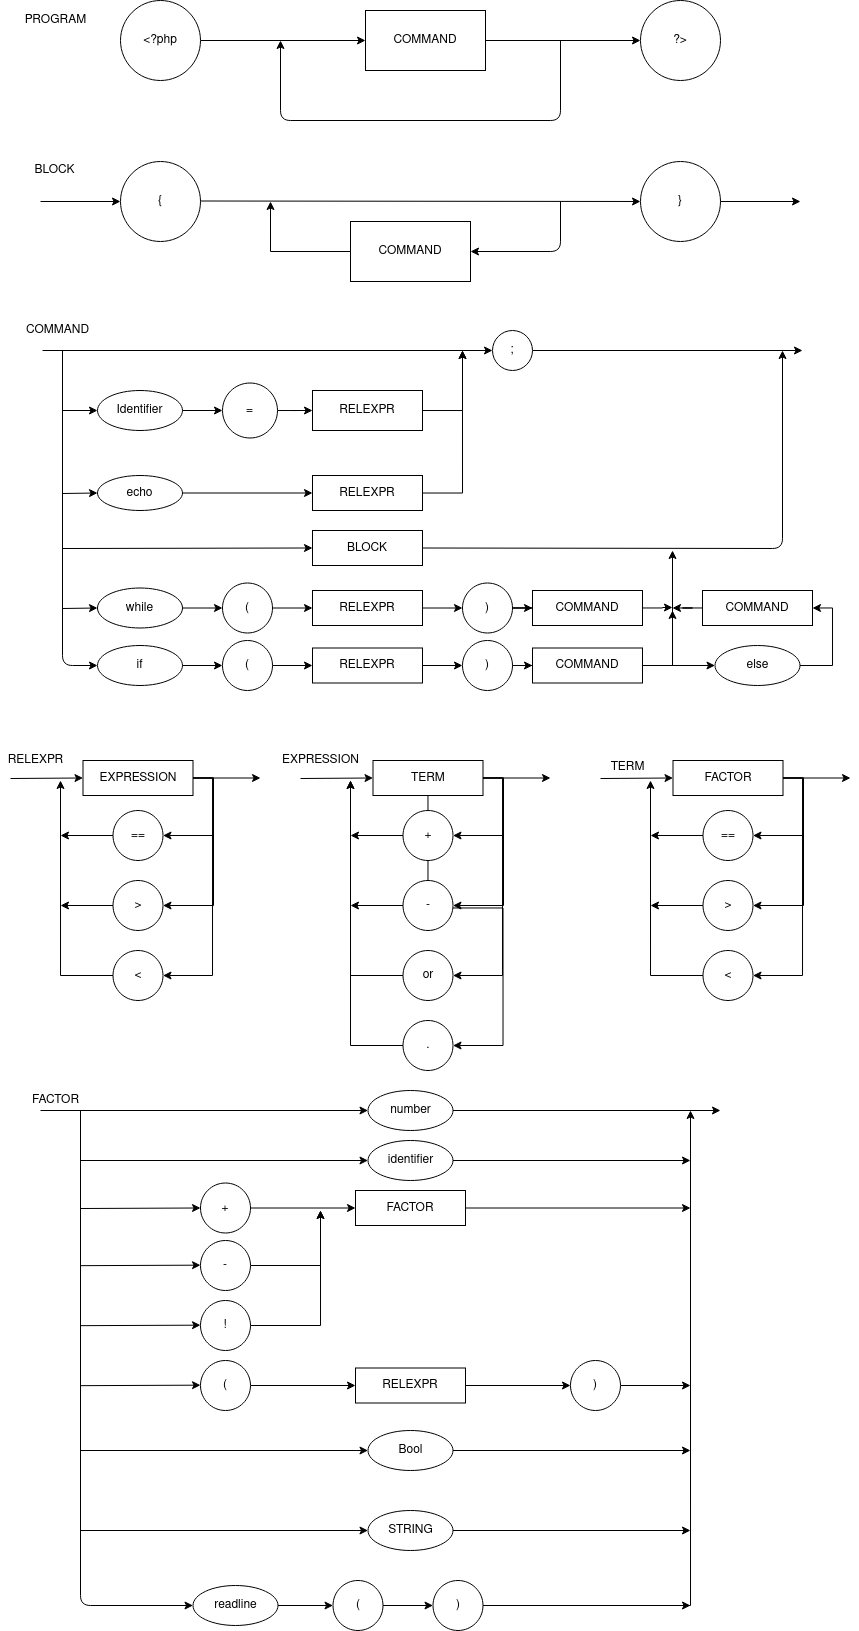 PROGRAM
<?php COMMAND ?>
BLOCK
{ }
COMMAND
COMMAND
;
Identifier = RELEXPR
echo RELEXPR
BLOCK
while ( RELEXPR ) COMMAND COMMAND
if ( RELEXPR ) COMMAND else
RELEXPR EXPRESSION TERM
EXPRESSION TERM FACTOR
== + ==
> - >
< or <
.
FACTOR
number
identifier
+ FACTOR
-
!
( RELEXPR )
Bool
STRING
readline ( )